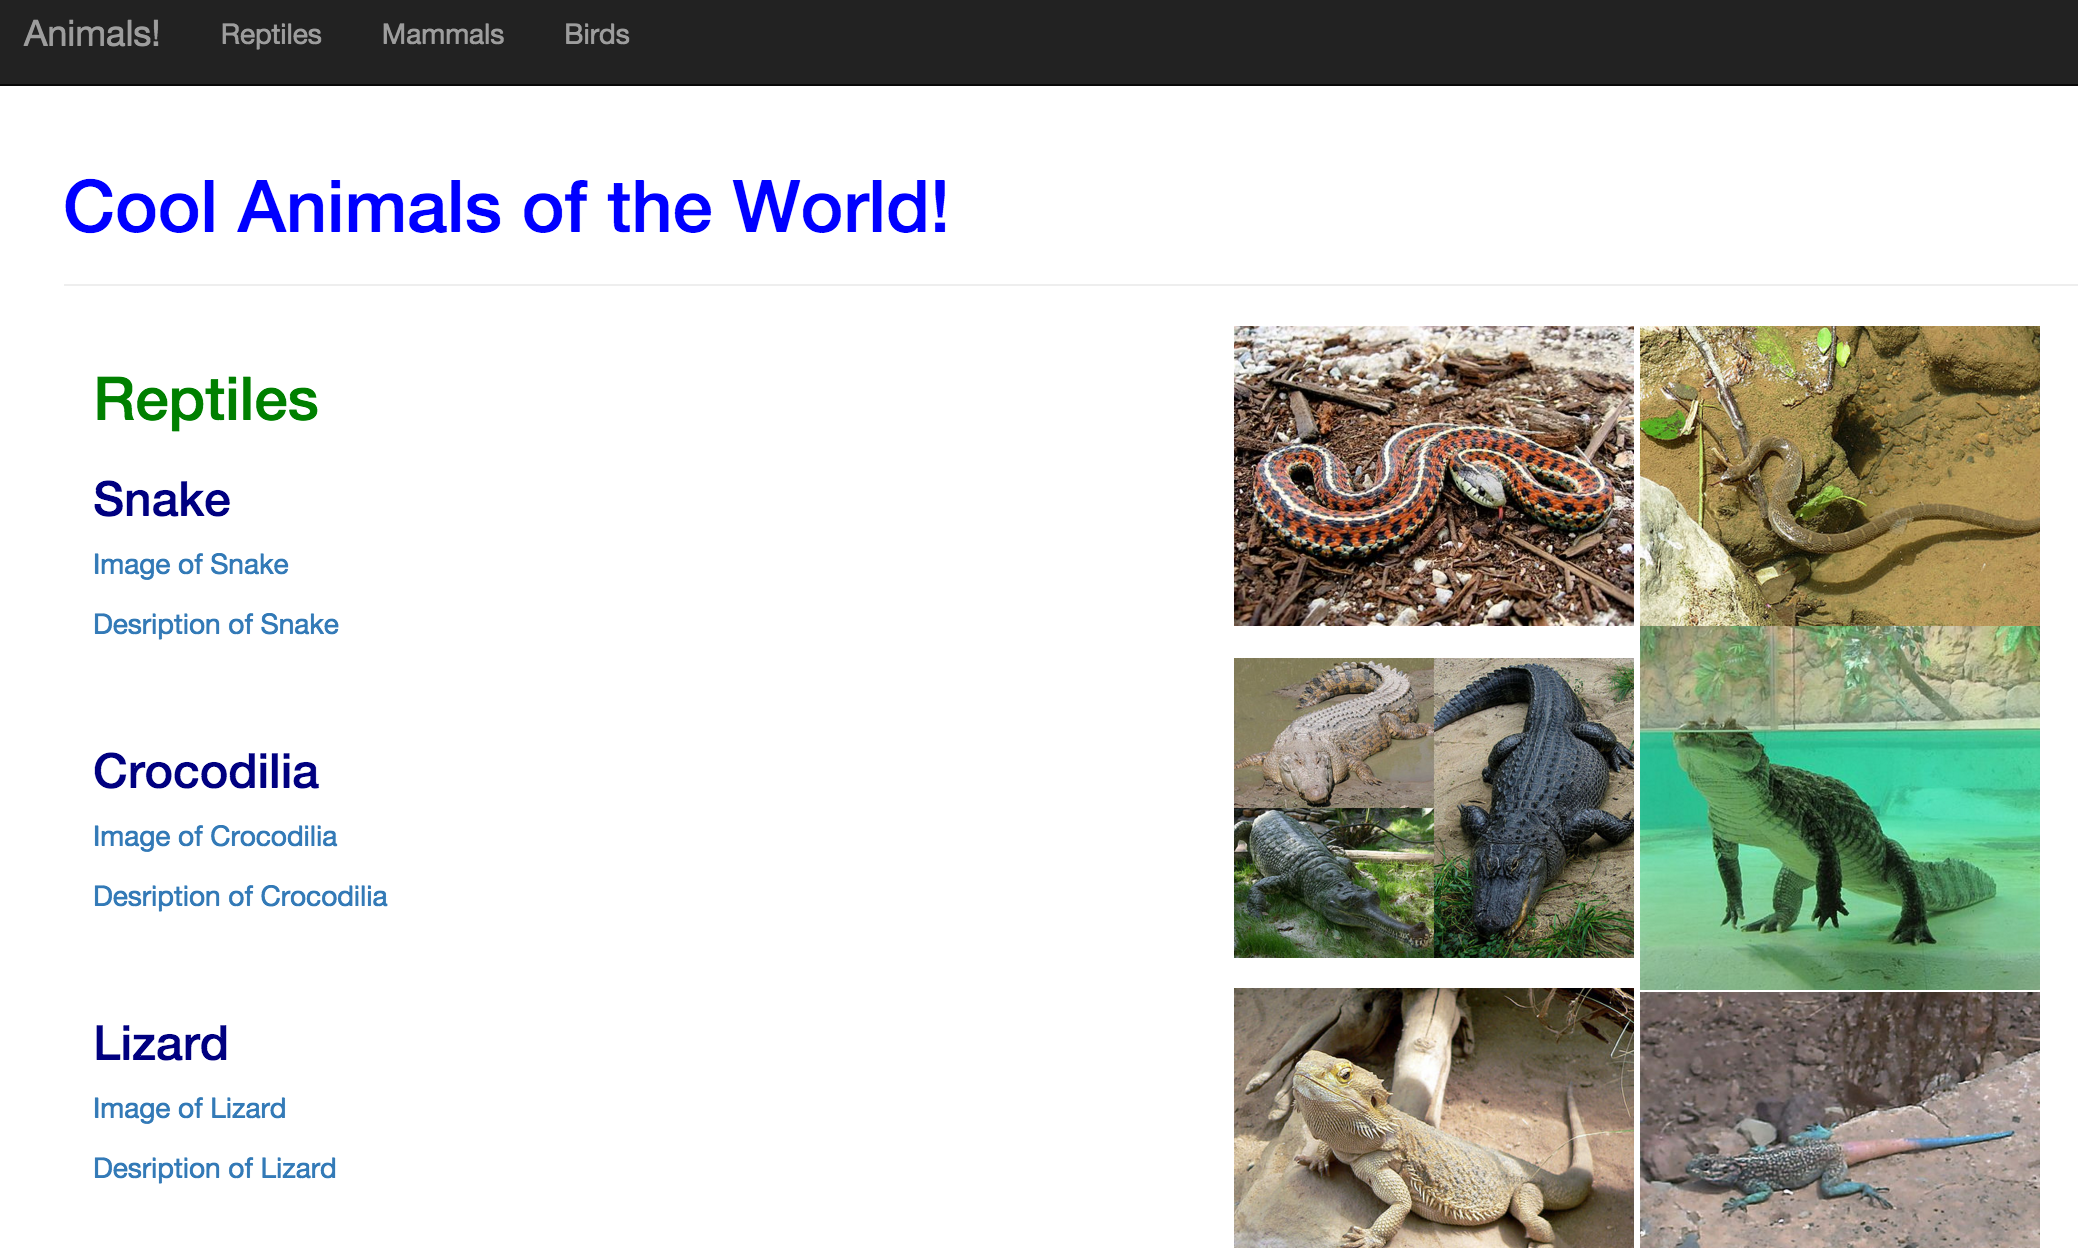 Animals! Reptiles Mammals Birds
Cool Animals of the World!
Reptiles
Snake
Image of Snake
Desription of Snake
Crocodilia
Image of Crocodilia
Desription of Crocodilia
Lizard
Image of Lizard
Desription of Lizard